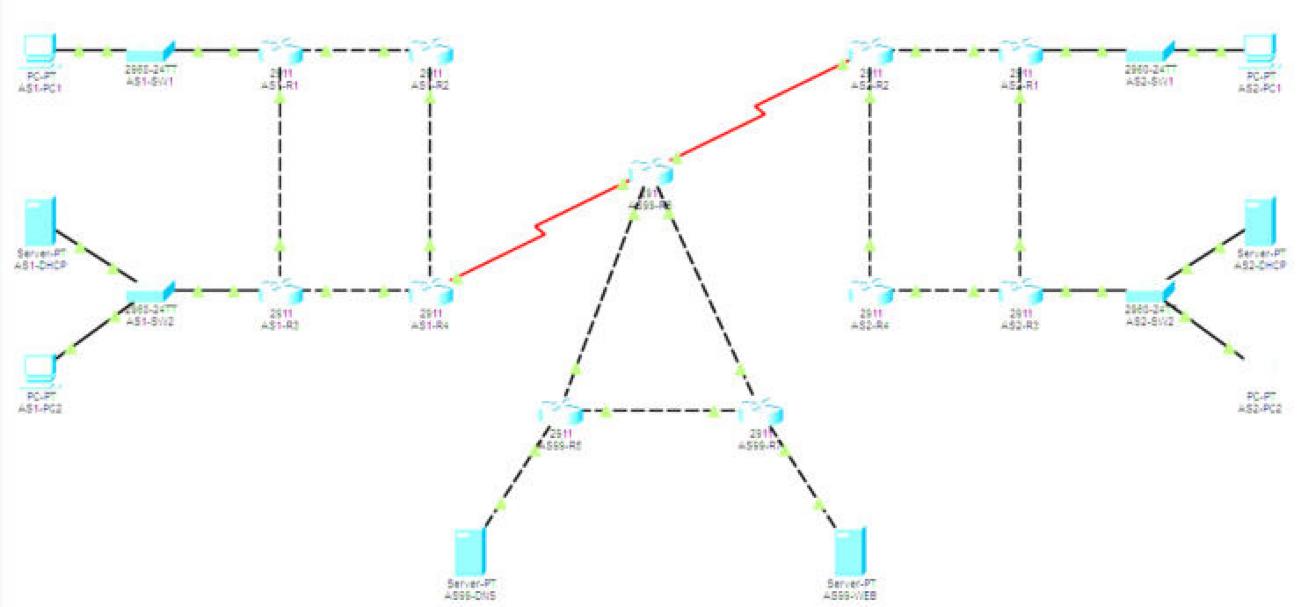 PC-PT
AS1-PC1
2960-24TT
AS1-SW1
2911
AS1-R1
2911
AS1-R2
2911
AS2-R2
2911
AS2-R1
2960-24TT
AS2-SW1
PC-PT
AS2-PC1
Server-PT
AS1-DHCP
Server-PT
AS2-DHCP
2960-24TT
AS1-SW2
2911
AS1-R3
2911
AS1-R4
2911
AS2-R4
2911
AS2-R3
2960-24TT
AS2-SW2
PC-PT
AS1-PC2
PC-PT
AS2-PC2
2911
2911
Server-PT
AS99-DNS
Server-PT
AS99-WEB